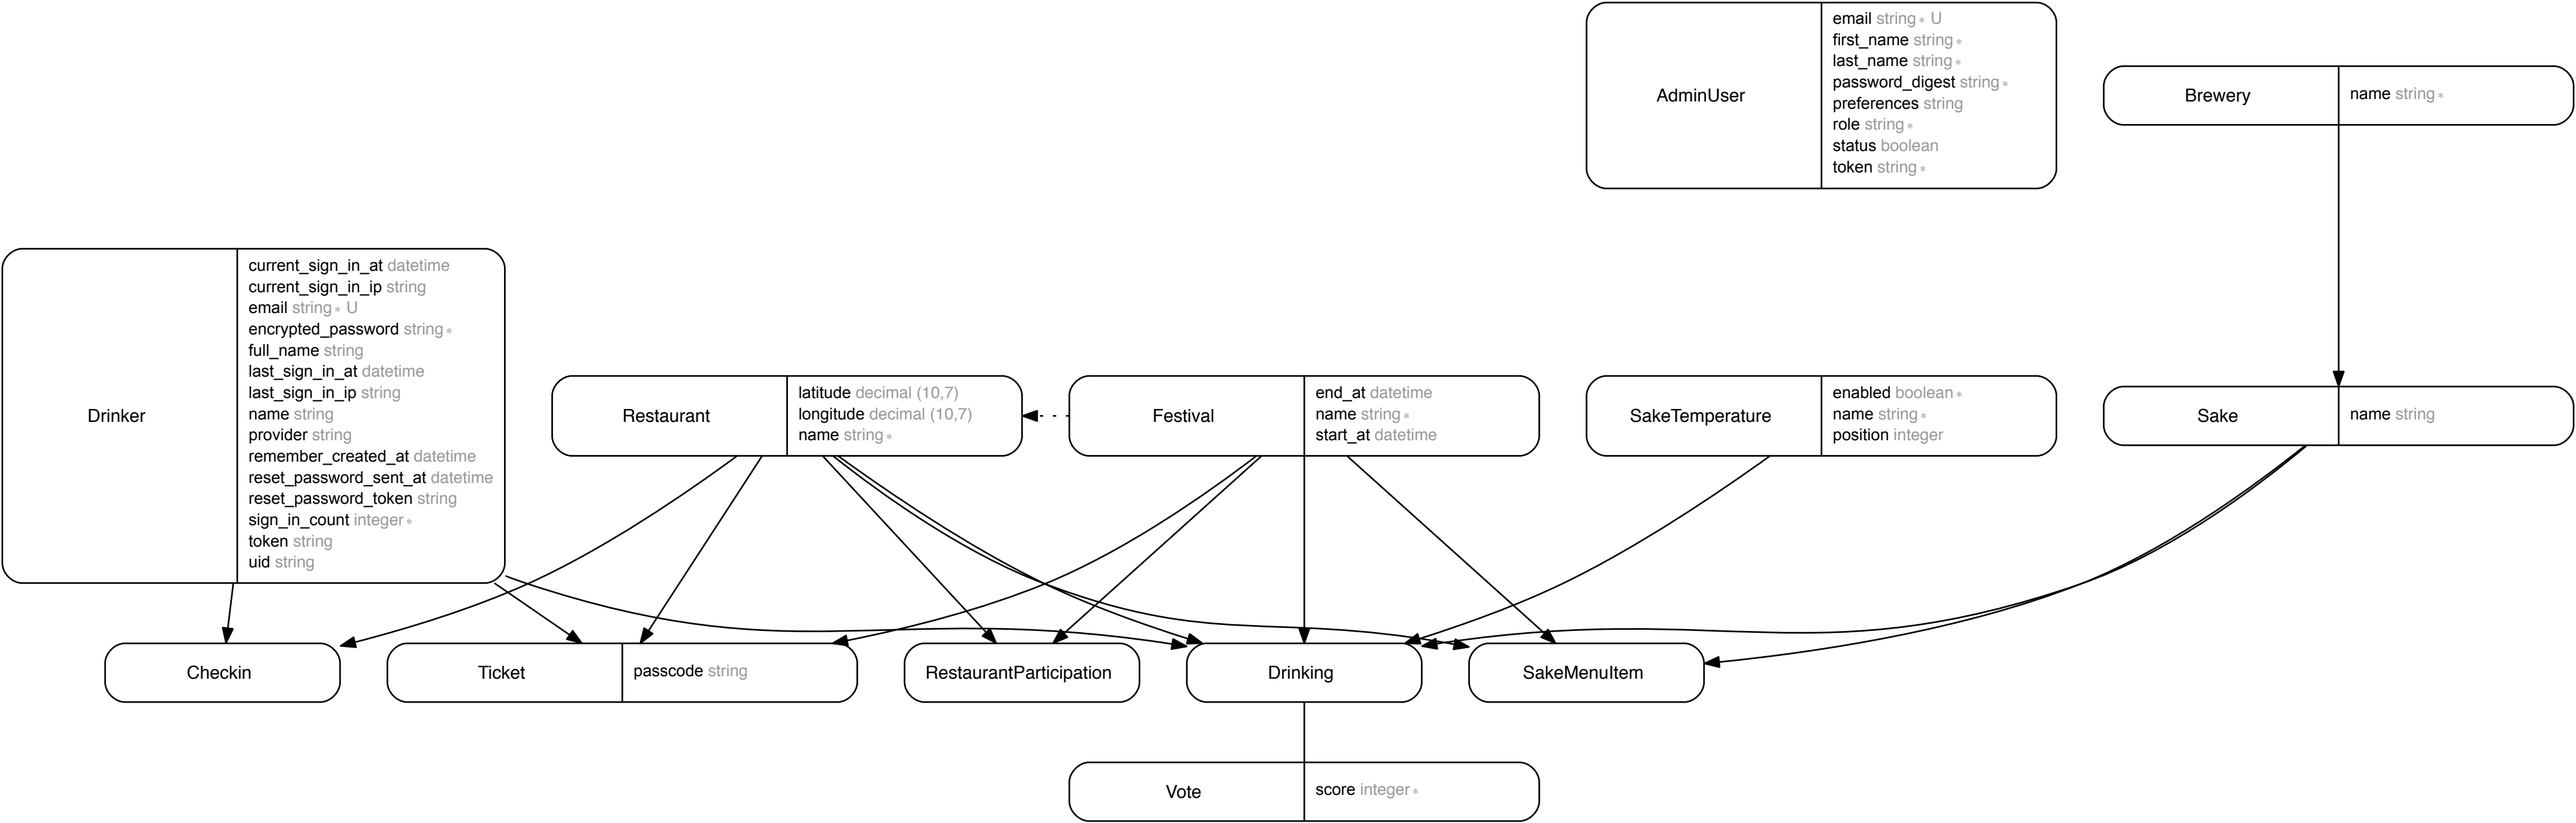 AdminUser
email string∗ U
first_name string∗
last_name string∗
password_digest string∗
preferences string
role string∗
status boolean
token string∗
Brewery
name string∗
Drinker
current_sign_in_at datetime
current_sign_in_ip string
email string∗ U
encrypted_password string∗
full_name string
last_sign_in_at datetime
last_sign_in_ip string
name string
provider string
remember_created_at datetime
reset_password_sent_at datetime
reset_password_token string
sign_in_count integer∗
token string
uid string
Restaurant
latitude decimal (10,7)
longitude decimal (10,7)
name string∗
Festival
end_at datetime
name string∗
start_at datetime
SakeTemperature
enabled boolean∗
name string∗
position integer
Sake
name string
Checkin
Ticket
passcode string
RestaurantParticipation
Drinking
SakeMenuItem
Vote
score integer∗